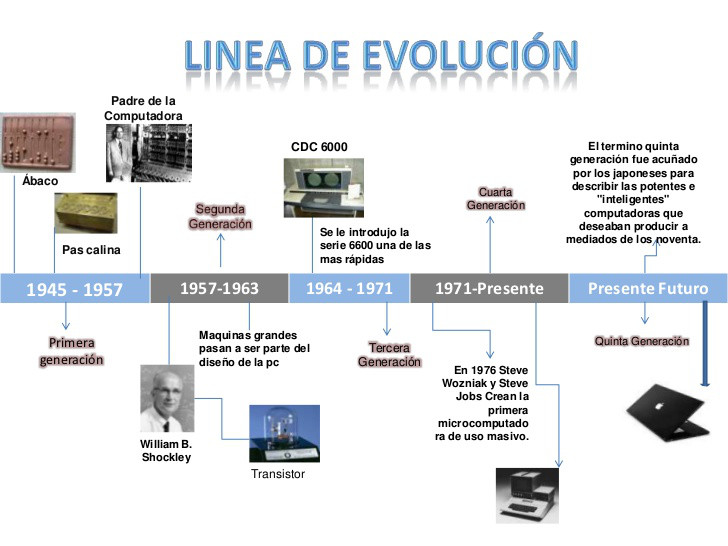 LINEA DE EVOLUCIÓN
Padre de la
Computadora
Ábaco
Pas calina
Segunda
Generación
CDC 6000
Se le introdujo la
serie 6600 una de las
mas rápidas
Cuarta
Generación
El termino quinta
generación fue acuñado
por los japoneses para
describir las potentes e
"inteligentes"
computadoras que
deseaban producir a
mediados de los noventa.
1945 - 1957
1957-1963
1964 - 1971
1971-Presente
Presente Futuro
Primera
generación
Maquinas grandes
pasan a ser parte del
diseño de la pc
William B.
Shockley
Transistor
Tercera
Generación
En 1976 Steve
Wozniak y Steve
Jobs Crean la
primera
microcomputado
ra de uso masivo.
Quinta Generación